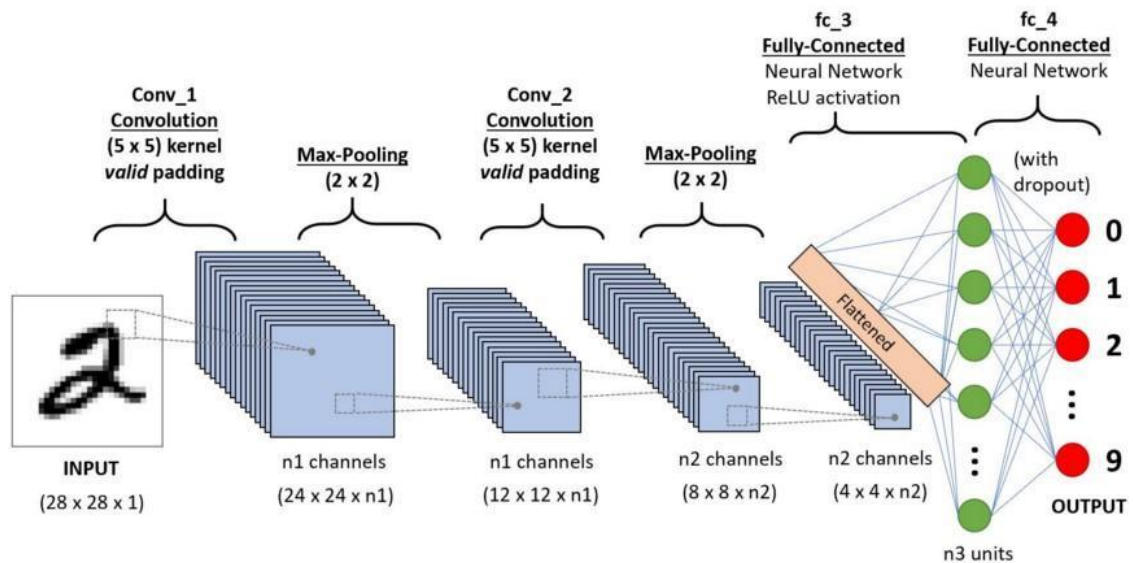 fc_3
Fully-Connected
Neural Network
ReLU activation
fc_4
Fully-Connected
Neural Network
Conv_1
Convolution
(5 x 5) kernel
valid padding
Max-Pooling
(2 x 2)
Conv_2
Convolution
(5 x 5) kernel
valid padding
Max-Pooling
(2 x 2)
(with
dropout)
Flattened
0
1
2
9
INPUT
(28 x 28 x 1)
n1 channels
(24 x 24 x n1)
n1 channels
(12 x 12 x n1)
n2 channels
(8 x 8 x n2)
n2 channels
(4 x 4 x n2)
OUTPUT
n3 units